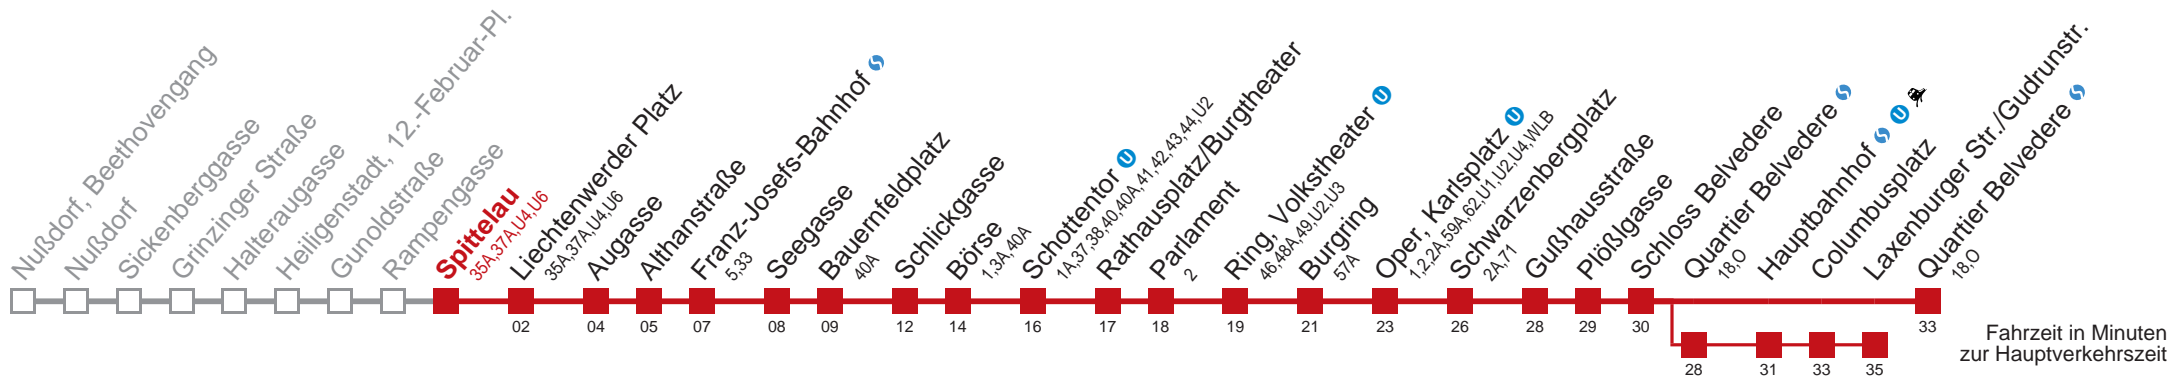 Nußdorf, Beethovengang
Nußdorf
Sickenberggasse
Grinzinger Straße
Halteraugasse
Heiligenstadt, 12.-Februar-Pl.
Gunoldstraße
Rampengasse
Spittelau
35A,37A,U4,U6
Liechtenwerder Platz
35A,37A,U4,U6
Augasse
Althanstraße
Franz-Josefs-Bahnhof S
5,33
Seegasse
Bauernfeldplatz
40A
Schlickgasse
Börse
1,3A,40A
Schottentor U
1A,37,38,40,40A,41,42,43,44,U2
Rathausplatz/Burgtheater
Parlament
2
Ring, Volkstheater U
46,48A,49,U2,U3
Burgring
57A
Oper, Karlsplatz U
1,2,2A,59A,62,U1,U2,U4,WLB
Schwarzenbergplatz
2A,71
Gußhausstraße
Plößlgasse
Schloss Belvedere
Quartier Belvedere S
18,O
Hauptbahnhof S U
Columbusplatz
Laxenburger Str./Gudrunstr.
Quartier Belvedere S
18,O
02 04 05 07 08 09 12 14 16 17 18 19 21 23 26 28 29 30 33
28 31 33 35
Fahrzeit in Minuten
zur Hauptverkehrszeit